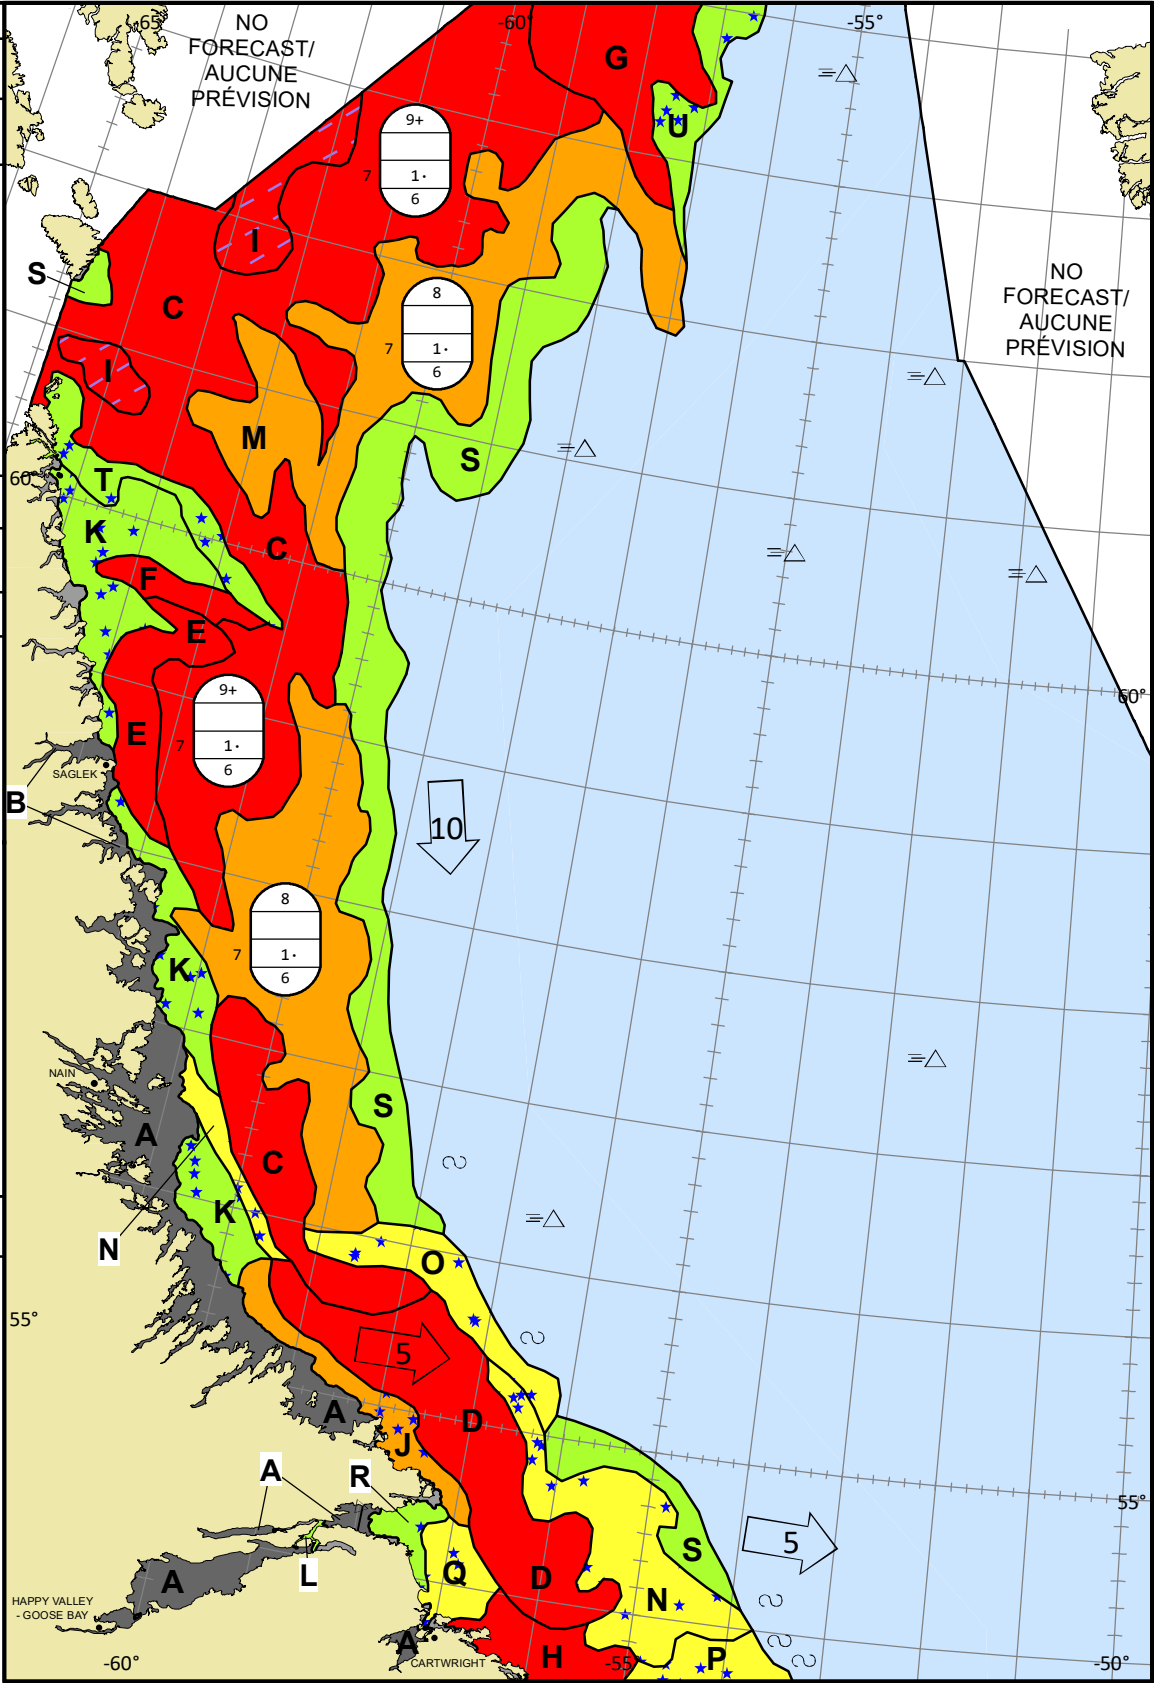 -65°
NO
FORECAST/
AUCUNE
PRÉVISION
-60°
-55°
G
U
9+
7
1·
6
I
S
C
8
7
1·
6
I
M
S
NO
FORECAST/
AUCUNE
PRÉVISION
60°
T
K
C
F
E
9+
7
1·
6
E
60°
SAGLEK
B
10
8
7
1·
6
K
NAIN
A
S
C
K
N
O
55°
5
A
D
J
A
R
55°
S
5
L
A
Q
D
N
HAPPY VALLEY
- GOOSE BAY
A
CARTWRIGHT
H
P
-60°
-55°
-50°